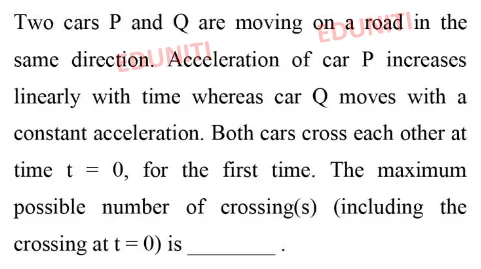 Two cars P and Q are moving on a road in the
same direction. Acceleration of car P increases
linearly with time whereas car Q moves with a
constant acceleration. Both cars cross each other at
time t = 0, for the first time. The maximum
possible number of crossing(s) (including the
crossing at t = 0) is ________ .
EDUNITI
EDUNITI